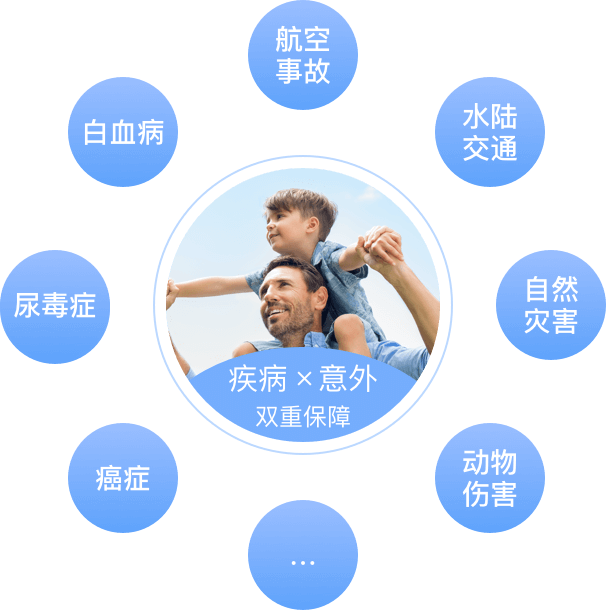 航空
事故
白血病
水陆
交通
尿毒症
自然
灾害
疾病×意外
双重保障
癌症
动物
伤害
...